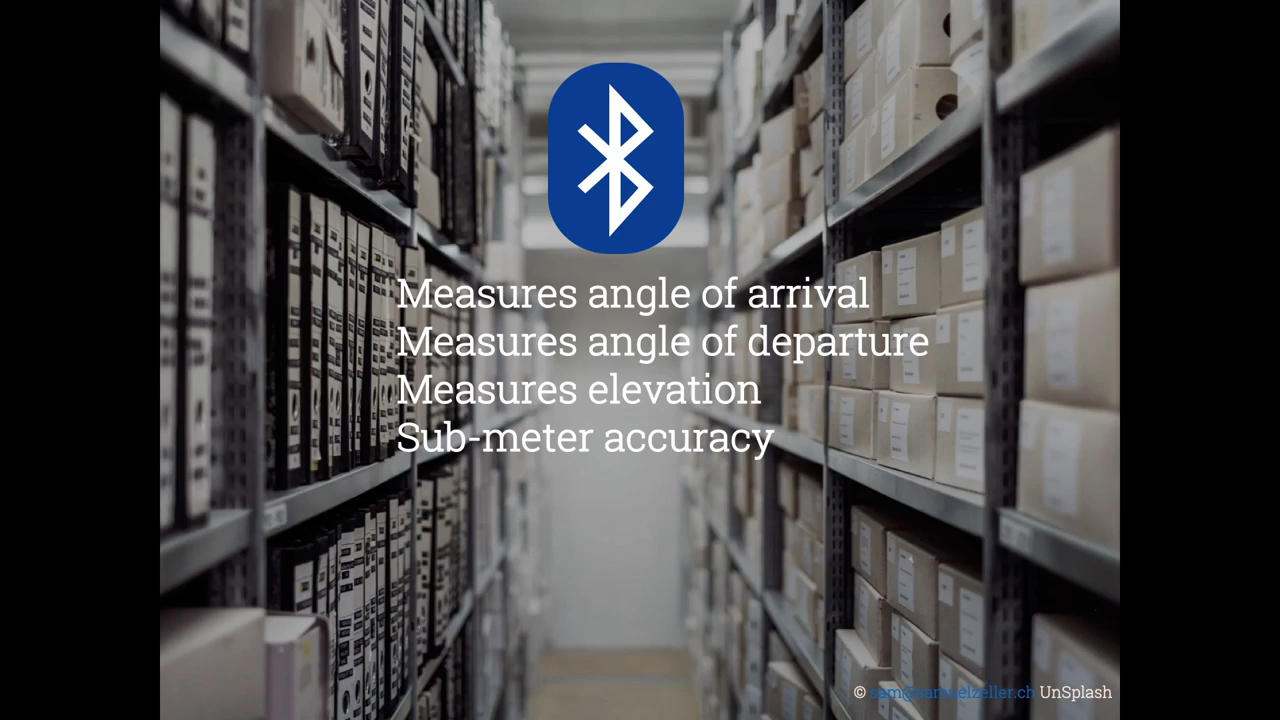 Measures angle of arrival
Measures angle of departure
Measures elevation
Sub-meter accuracy
© sam@samuelzeller.ch UnSplash